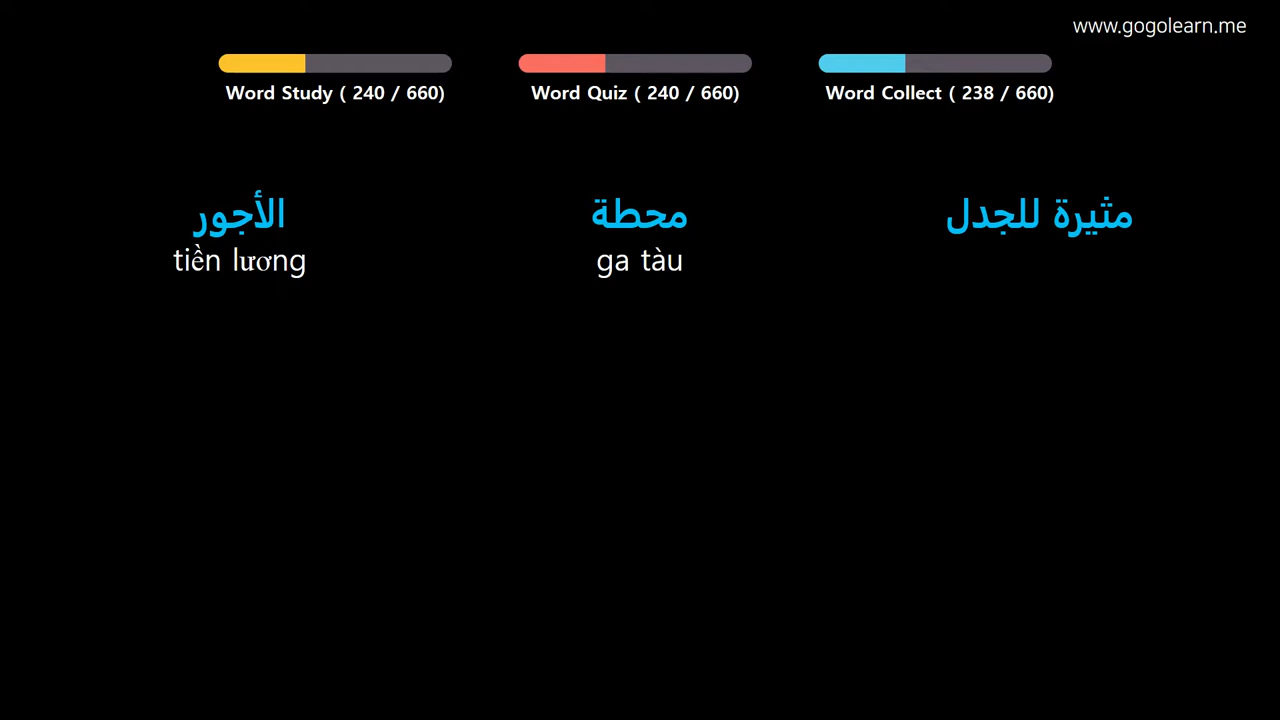 www.gogolearn.me
Word Study ( 240 / 660)
Word Quiz ( 240 / 660)
Word Collect ( 238 / 660)
الأجور
tiền lương
محطة
ga tàu
مثيرة للجدل